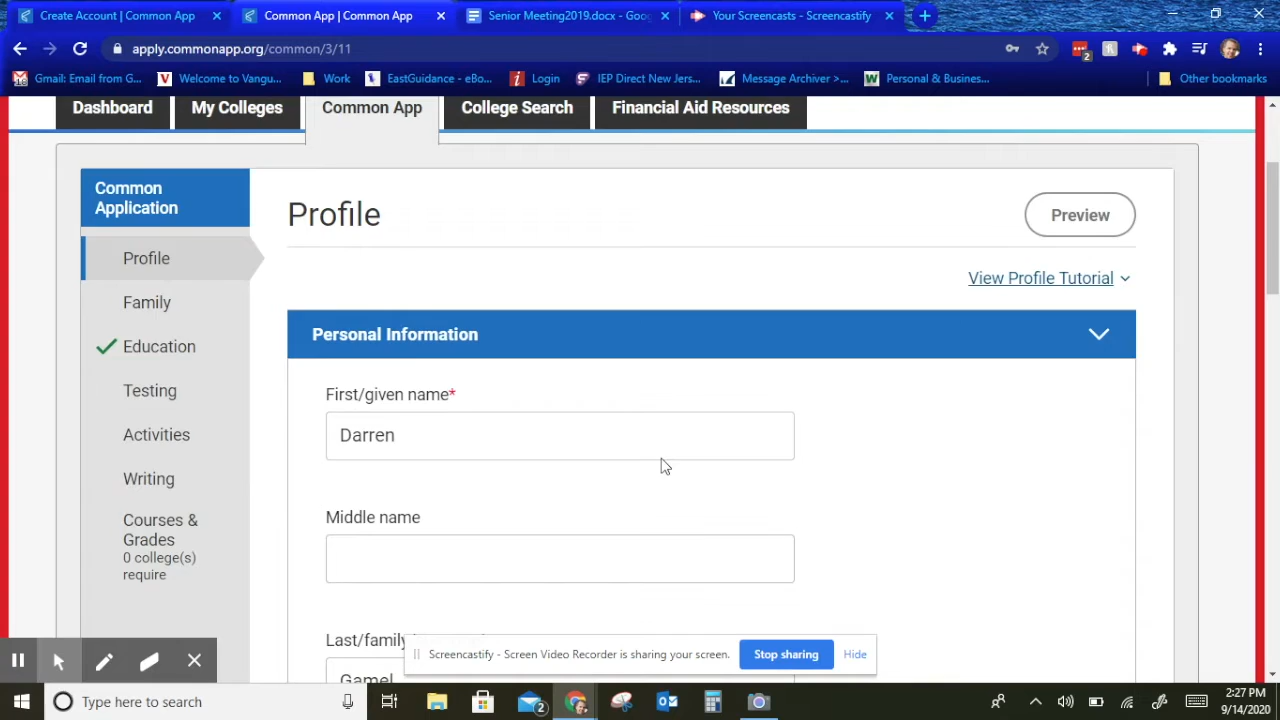 Create Account | Common App
Common App | Common App
Senior Meeting2019.docx - Goo
Your Screencasts - Screencastify
apply.commonapp.org/common/3/11
2
Gmail: Email from G...
Welcome to Vangu...
Work
EastGuidance - eBo...
Login
IEP Direct New Jers...
Message Archiver >...
Personal & Busines...
Other bookmarks
Dashboard
My Colleges
Common App
College Search
Financial Aid Resources
Common
Application
Profile
Family
Education
Testing
Activities
Writing
Courses &
Grades
0 college(s)
require
Profile
Preview
View Profile Tutorial
Personal Information
First/given name*
Darren
Middle name
Last/family
Gamel
Screencastify - Screen Video Recorder is sharing your screen.
Stop sharing
Hide
Type here to search
2
2:27 PM
9/14/2020